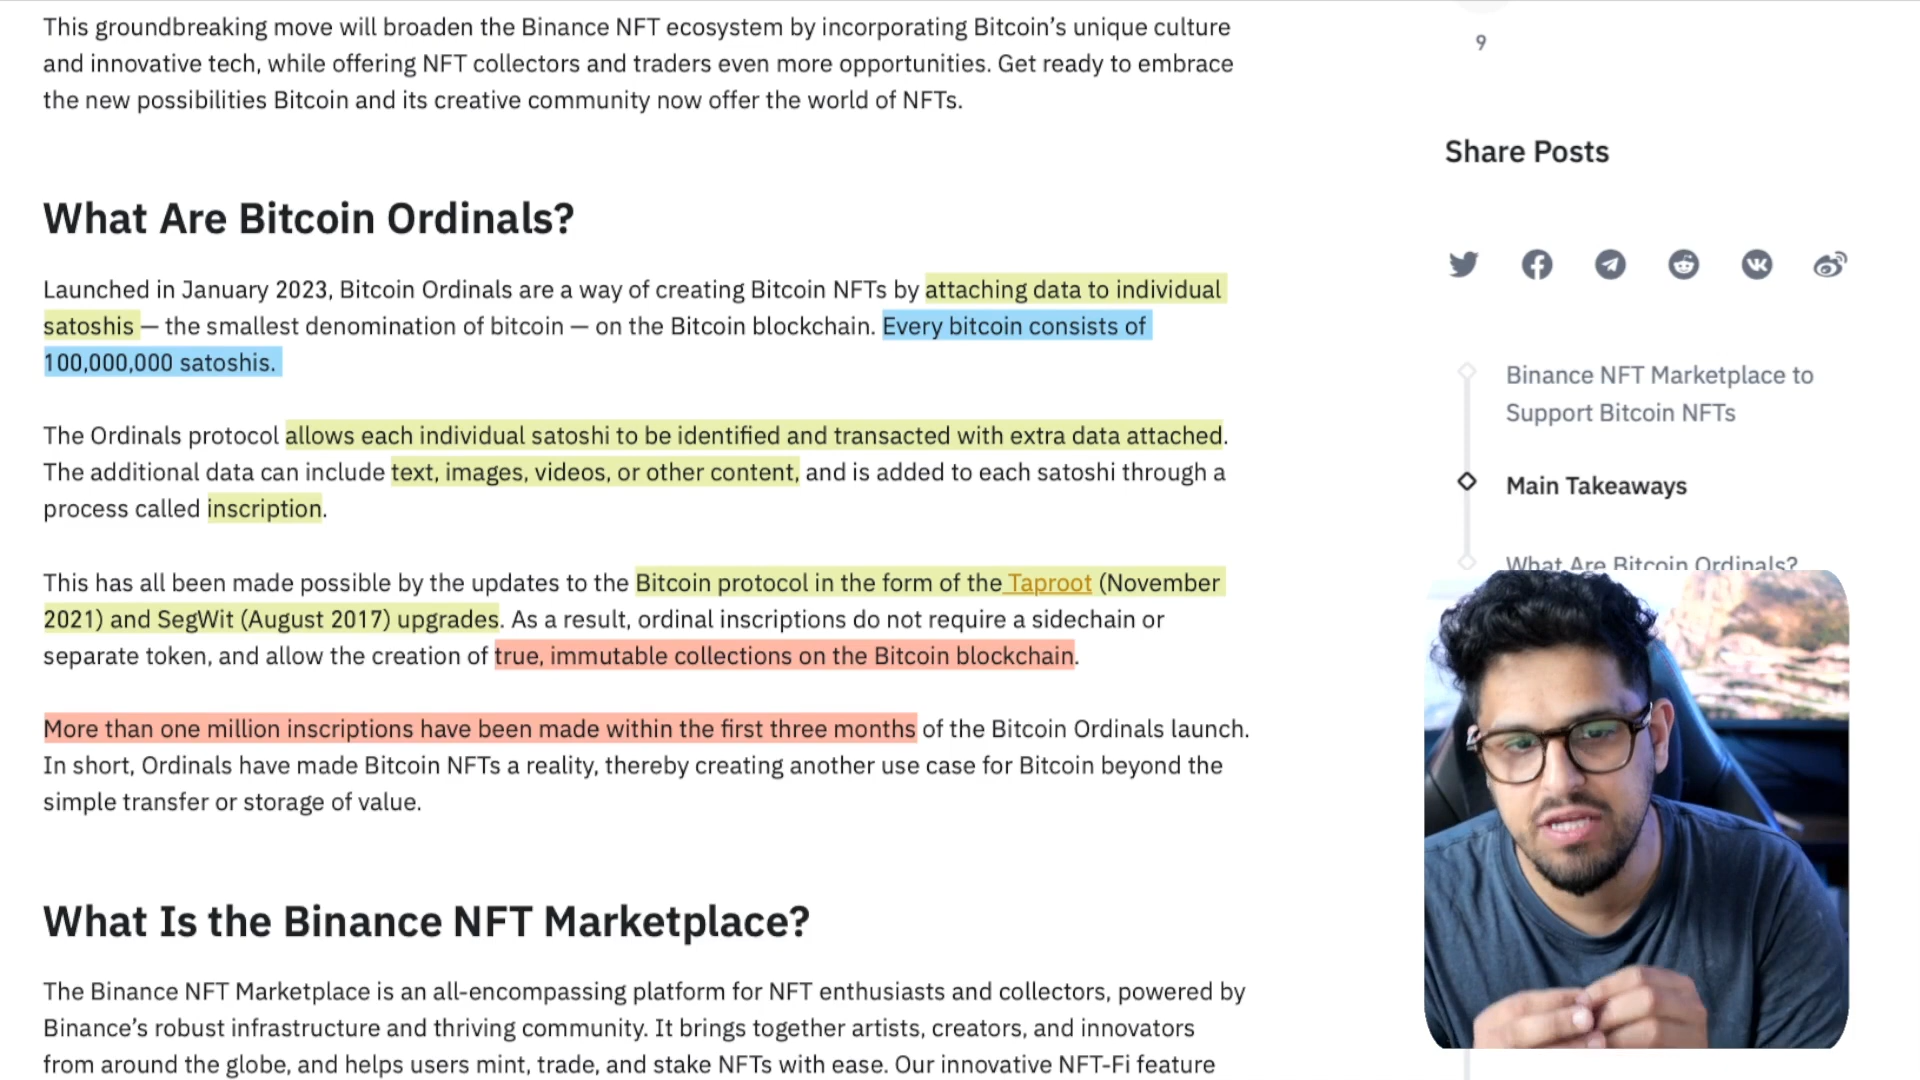 This groundbreaking move will broaden the Binance NFT ecosystem by incorporating Bitcoin’s unique culture
and innovative tech, while offering NFT collectors and traders even more opportunities. Get ready to embrace
the new possibilities Bitcoin and its creative community now offer the world of NFTs.
What Are Bitcoin Ordinals?
Launched in January 2023, Bitcoin Ordinals are a way of creating Bitcoin NFTs by attaching data to individual
satoshis — the smallest denomination of bitcoin — on the Bitcoin blockchain. Every bitcoin consists of
100,000,000 satoshis.
The Ordinals protocol allows each individual satoshi to be identified and transacted with extra data attached.
The additional data can include text, images, videos, or other content, and is added to each satoshi through a
process called inscription.
This has all been made possible by the updates to the Bitcoin protocol in the form of the Taproot (November
2021) and SegWit (August 2017) upgrades. As a result, ordinal inscriptions do not require a sidechain or
separate token, and allow the creation of true, immutable collections on the Bitcoin blockchain.
More than one million inscriptions have been made within the first three months of the Bitcoin Ordinals launch.
In short, Ordinals have made Bitcoin NFTs a reality, thereby creating another use case for Bitcoin beyond the
simple transfer or storage of value.
What Is the Binance NFT Marketplace?
The Binance NFT Marketplace is an all-encompassing platform for NFT enthusiasts and collectors, powered by
Binance’s robust infrastructure and thriving community. It brings together artists, creators, and innovators
from around the globe, and helps users mint, trade, and stake NFTs with ease. Our innovative NFT-Fi feature
9
Share Posts
Binance NFT Marketplace to
Support Bitcoin NFTs
Main Takeaways
What Are Bitcoin Ordinals?